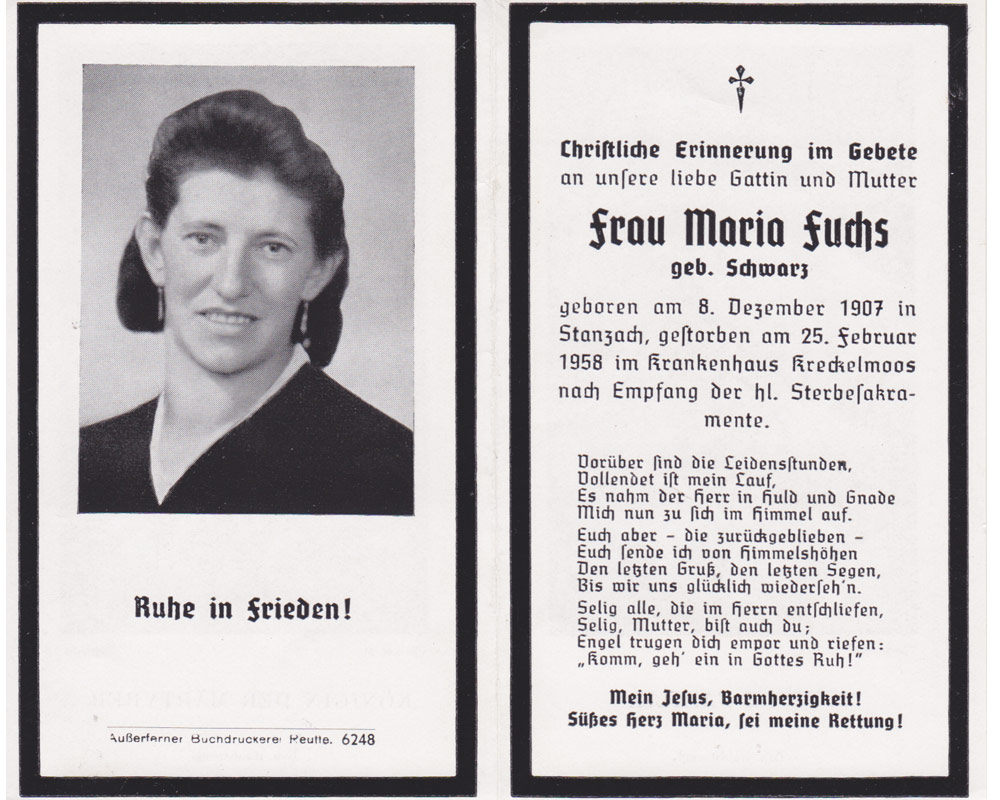 Ruhe in Frieden!
Außerferner Buchdruckerei Reutte. 6248
Christliche Erinnerung im Gebete
an unsere liebe Gattin und Mutter
Frau Maria Fuchs
geb. Schwarz
geboren am 8. Dezember 1907 in
Stanzach, gestorben am 25. Februar
1958 im Krankenhaus Kreckelmoos
nach Empfang der hl. Sterbesakra-
mente.
Vorüber sind die Leidensstunden,
Vollendet ist mein Lauf,
Es nahm der Herr in Huld und Gnade
Mich nun zu sich im Himmel auf.
Euch aber – die zurückgeblieben –
Euch sende ich von Himmelshöhen
Den letzten Gruß, den letzten Segen,
Bis wir uns glücklich wiederseh'n.
Selig alle, die im Herrn entschliefen,
Selig, Mutter, bist auch du;
Engel trugen dich empor und riefen:
„Komm, geh' ein in Gottes Ruh!"
Mein Jesus, Barmherzigkeit!
Süßes Herz Maria, sei meine Rettung!